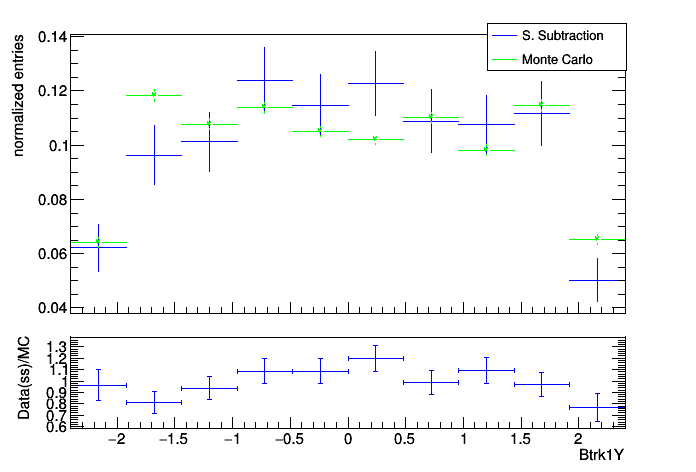 S. Subtraction
Monte Carlo
normalized entries
0.14
0.12
0.1
0.08
0.06
0.04
Data(ss)/MC
1.3
1.2
1.1
1
0.9
0.8
0.7
0.6
−2 −1.5 −1 −0.5 0 0.5 1 1.5 2
Btrk1Y